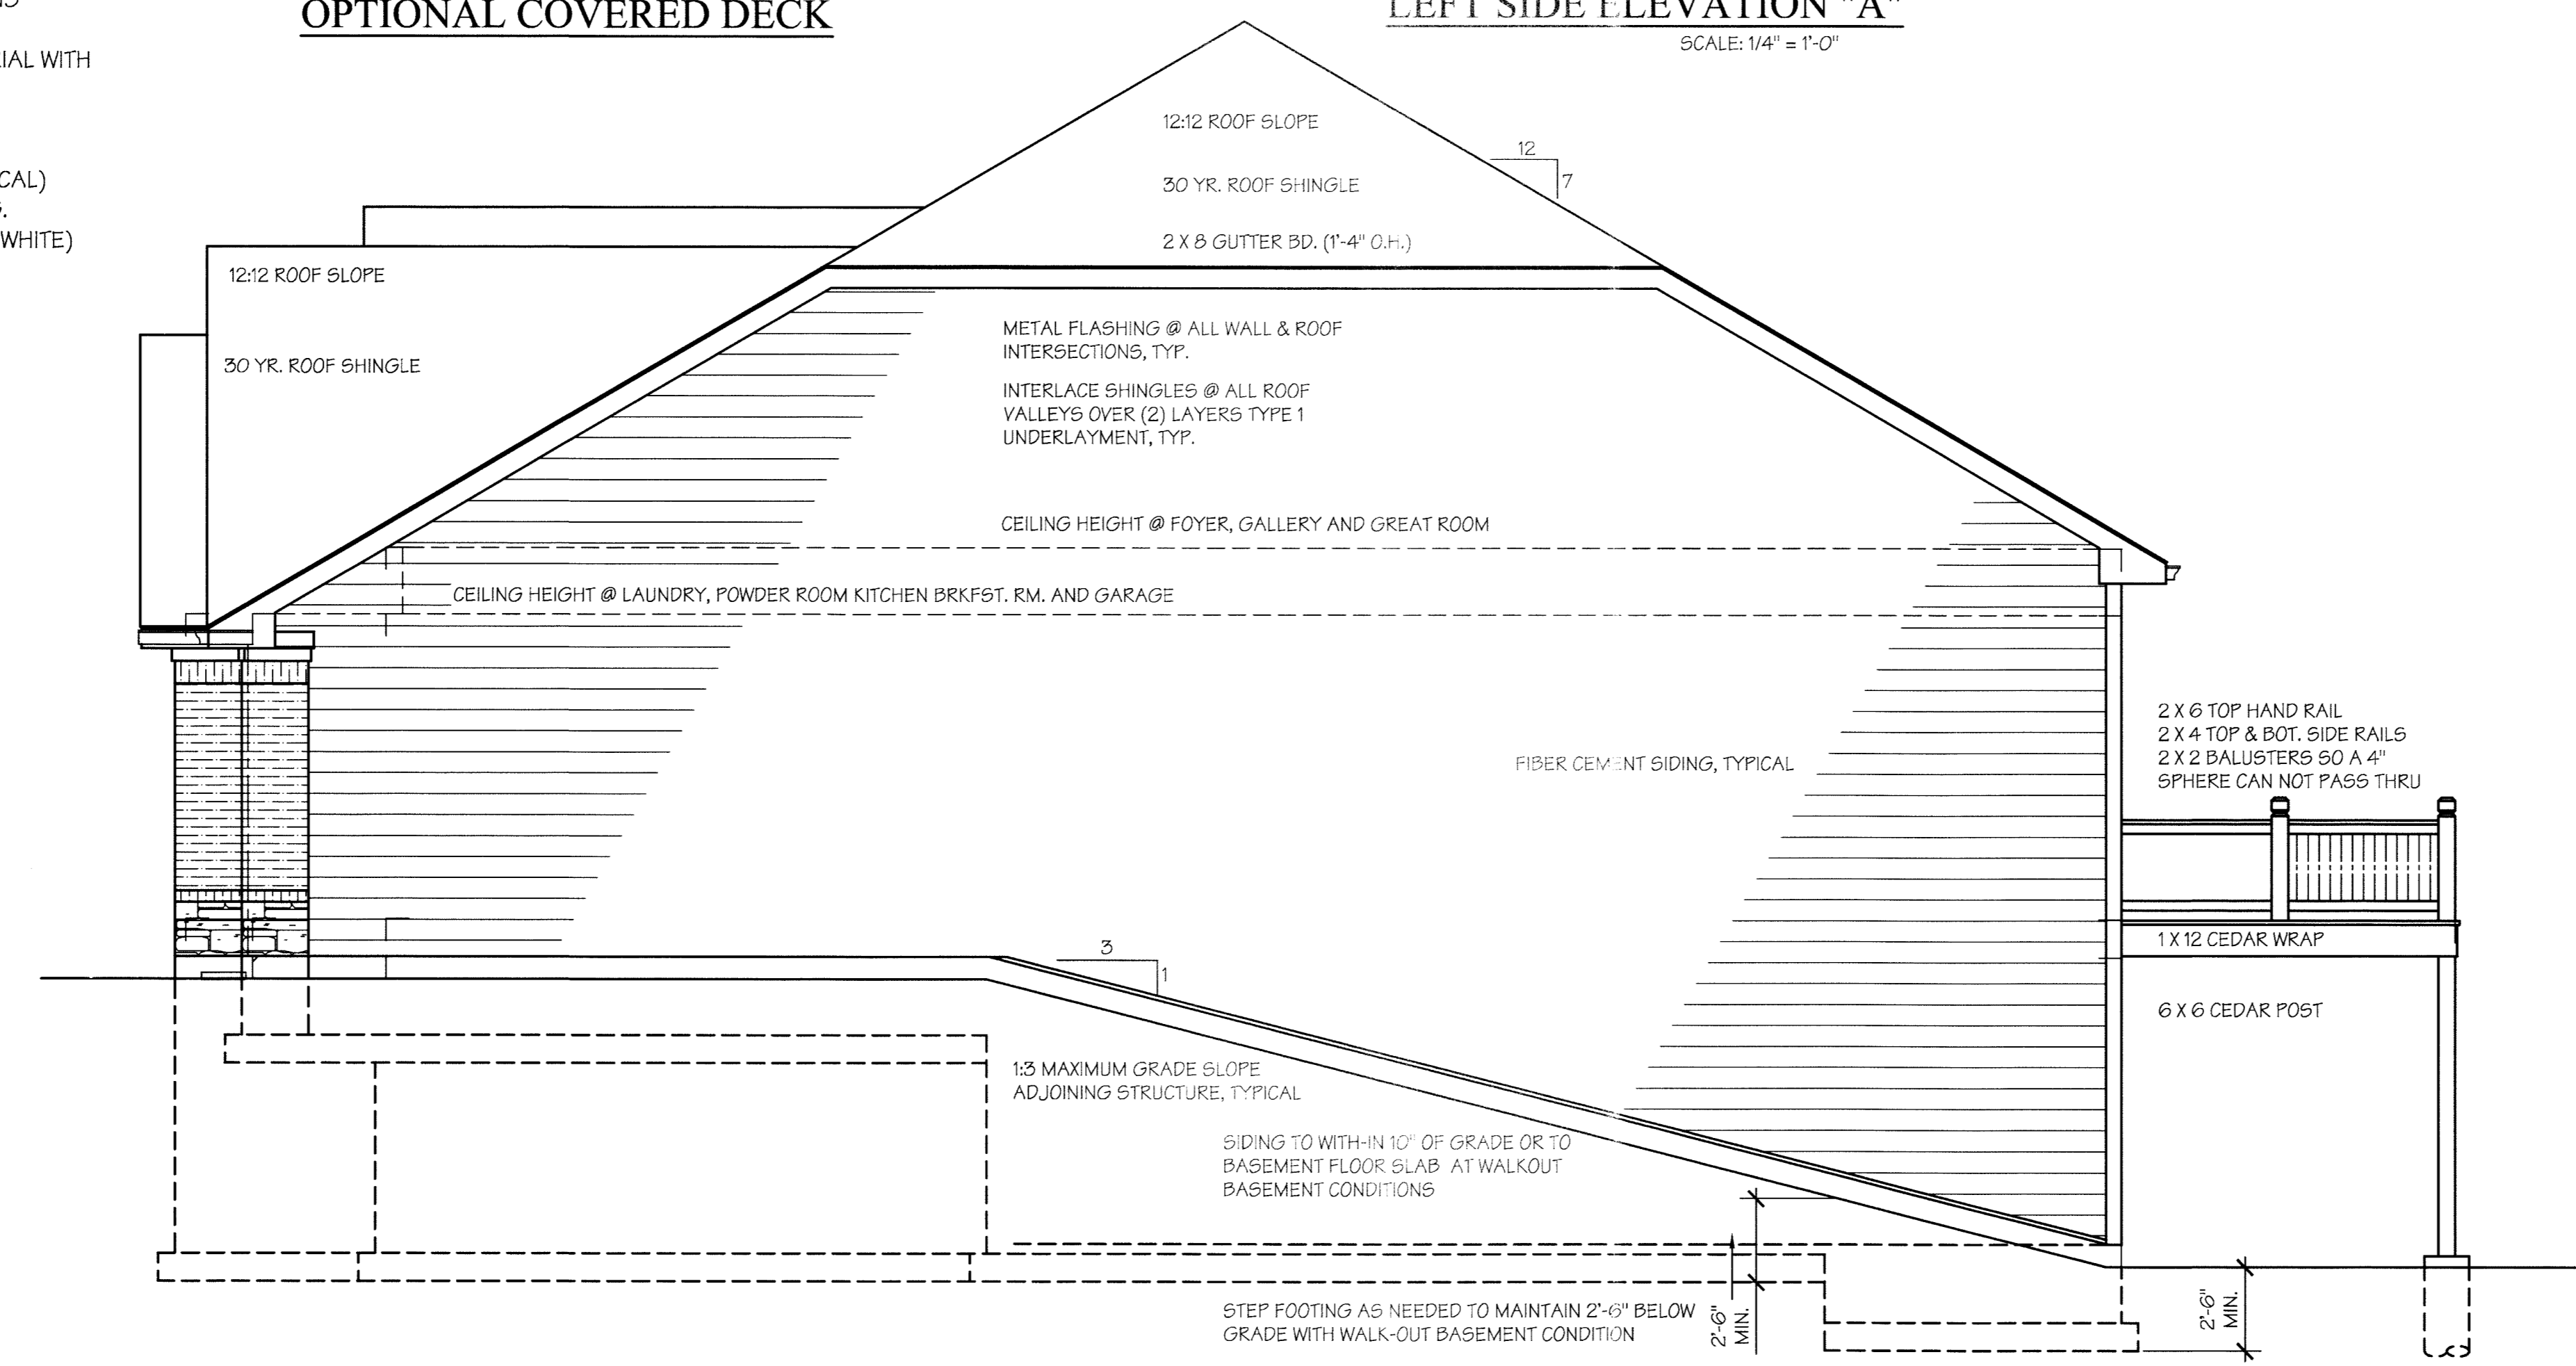 OPTIONAL COVERED DECK
LEFT SIDE ELEVATION "A"
SCALE: 1/4" = 1'-0"
WITH
WHITE)
12:12 ROOF SLOPE
30 YR. ROOF SHINGLE
2 X 8 GUTTER BD. (1'-4" O.H.)
12
7
12:12 ROOF SLOPE
30 YR. ROOF SHINGLE
METAL FLASHING @ ALL WALL & ROOF
INTERSECTIONS, TYP.
INTERLACE SHINGLES @ ALL ROOF
VALLEYS OVER (2) LAYERS TYPE 1
UNDERLAYMENT, TYP.
CEILING HEIGHT @ FOYER, GALLERY AND GREAT ROOM
CEILING HEIGHT @ LAUNDRY, POWDER ROOM KITCHEN BRKFST. RM. AND GARAGE
FIBER CEMENT SIDING, TYPICAL
2 X 6 TOP HAND RAIL
2 X 4 TOP & BOT. SIDE RAILS
2 X 2 BALUSTERS SO A 4"
SPHERE CAN NOT PASS THRU
1 X 12 CEDAR WRAP
6 X 6 CEDAR POST
3
1
1:3 MAXIMUM GRADE SLOPE
ADJOINING STRUCTURE, TYPICAL
SIDING TO WITH-IN 10" OF GRADE OR TO
BASEMENT FLOOR SLAB AT WALKOUT
BASEMENT CONDITIONS
STEP FOOTING AS NEEDED TO MAINTAIN 2'-6" BELOW
GRADE WITH WALK-OUT BASEMENT CONDITION
2'-6"
MIN.
2'-6"
MIN.